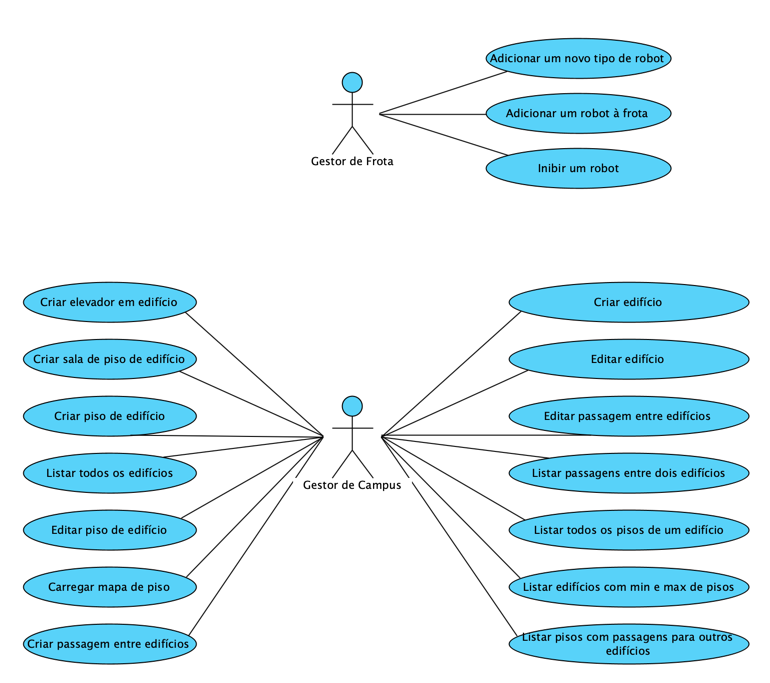 Adicionar um novo tipo de robot
Adicionar um robot à frota
Inibir um robot
Gestor de Frota
Criar elevador em edifício
Criar sala de piso de edifício
Criar piso de edifício
Listar todos os edifícios
Editar piso de edifício
Carregar mapa de piso
Criar passagem entre edifícios
Gestor de Campus
Criar edifício
Editar edifício
Editar passagem entre edifícios
Listar passagens entre dois edifícios
Listar todos os pisos de um edifício
Listar edifícios com min e max de pisos
Listar pisos com passagens para outros
edifícios